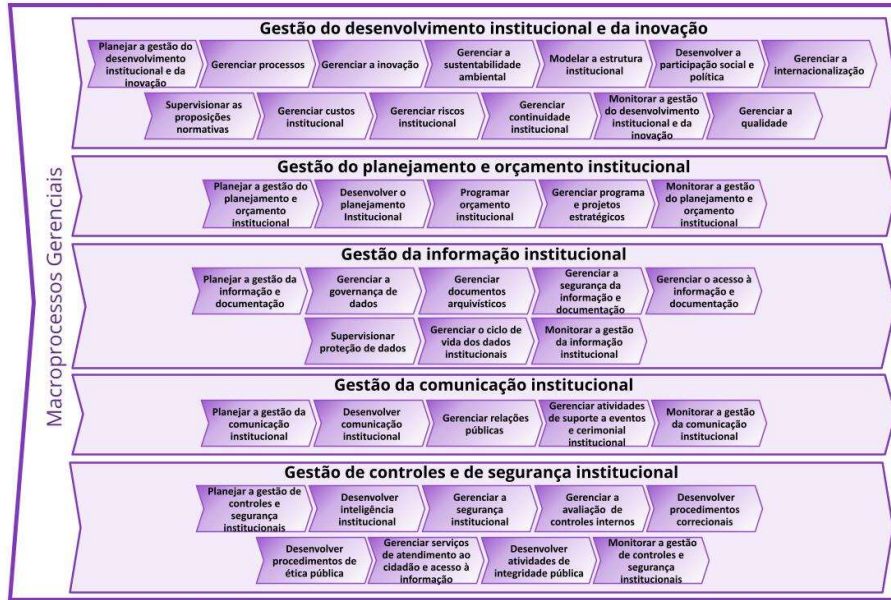 Macroprocessos Gerenciais
Gestão do desenvolvimento institucional e da inovação
Planejar a gestão do
desenvolvimento
institucional e da
inovação
Gerenciar processos
Gerenciar a inovação
Gerenciar a
sustentabilidade
ambiental
Modelar a estrutura
institucional
Desenvolver a
participação social e
política
Gerenciar a
internacionalização
Supervisionar as
proposições
normativas
Gerenciar custos
institucional
Gerenciar riscos
institucional
Gerenciar
continuidade
institucional
Monitorar a gestão
do desenvolvimento
institucional e da
inovação
Gerenciar a
qualidade
Gestão do planejamento e orçamento institucional
Planejar a gestão do
planejamento e
orçamento
institucional
Desenvolver o
planejamento
Institucional
Programar
orçamento
institucional
Gerenciar programa
e projetos
estratégicos
Monitorar a gestão
do planejamento e
orçamento
institucional
Gestão da informação institucional
Planejar a gestão da
informação e
documentação
Gerenciar a
governança de
dados
Gerenciar
documentos
arquivísticos
Gerenciar a
segurança da
informação e
documentação
Gerenciar o acesso à
informação e
documentação
Supervisionar
proteção de dados
Gerenciar o ciclo de
vida dos dados
institucionais
Monitorar a gestão
da informação
institucional
Gestão da comunicação institucional
Planejar a gestão da
comunicação
institucional
Desenvolver
comunicação
institucional
Gerenciar relações
públicas
Gerenciar atividades
de suporte a eventos
e cerimonial
institucional
Monitorar a gestão
da comunicação
institucional
Gestão de controles e de segurança institucional
Planejar a gestão de
controles e
segurança
institucionais
Desenvolver
inteligência
institucional
Gerenciar a
segurança
institucional
Gerenciar a
avaliação de
controles internos
Desenvolver
procedimentos
correcionais
Desenvolver
procedimentos de
ética pública
Gerenciar serviços
de atendimento ao
cidadão e acesso à
informação
Desenvolver
atividades de
integridade pública
Monitorar a gestão
de controles e
segurança
institucionais